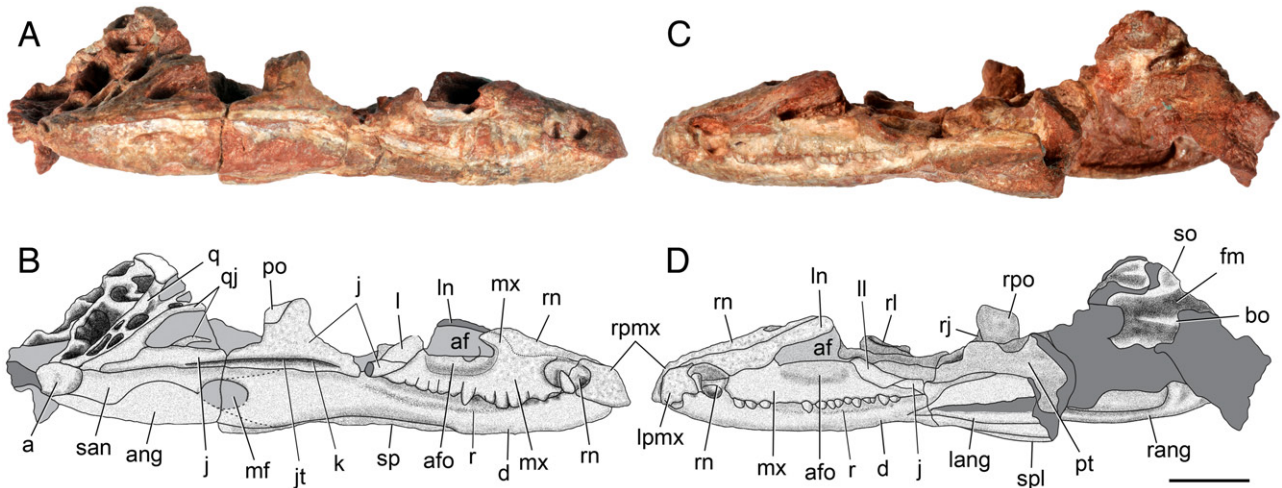 A
C
B
q
qj
po
j
l
ln
mx
rn
af
rpmx
a
san
ang
j
mf
jt
k
sp
afo
r
d
mx
rn
D
rn
ln
ll
rl
rj
rpo
so
fm
bo
af
lpmx
rn
mx
afo
r
d
j
lang
spl
pt
rang